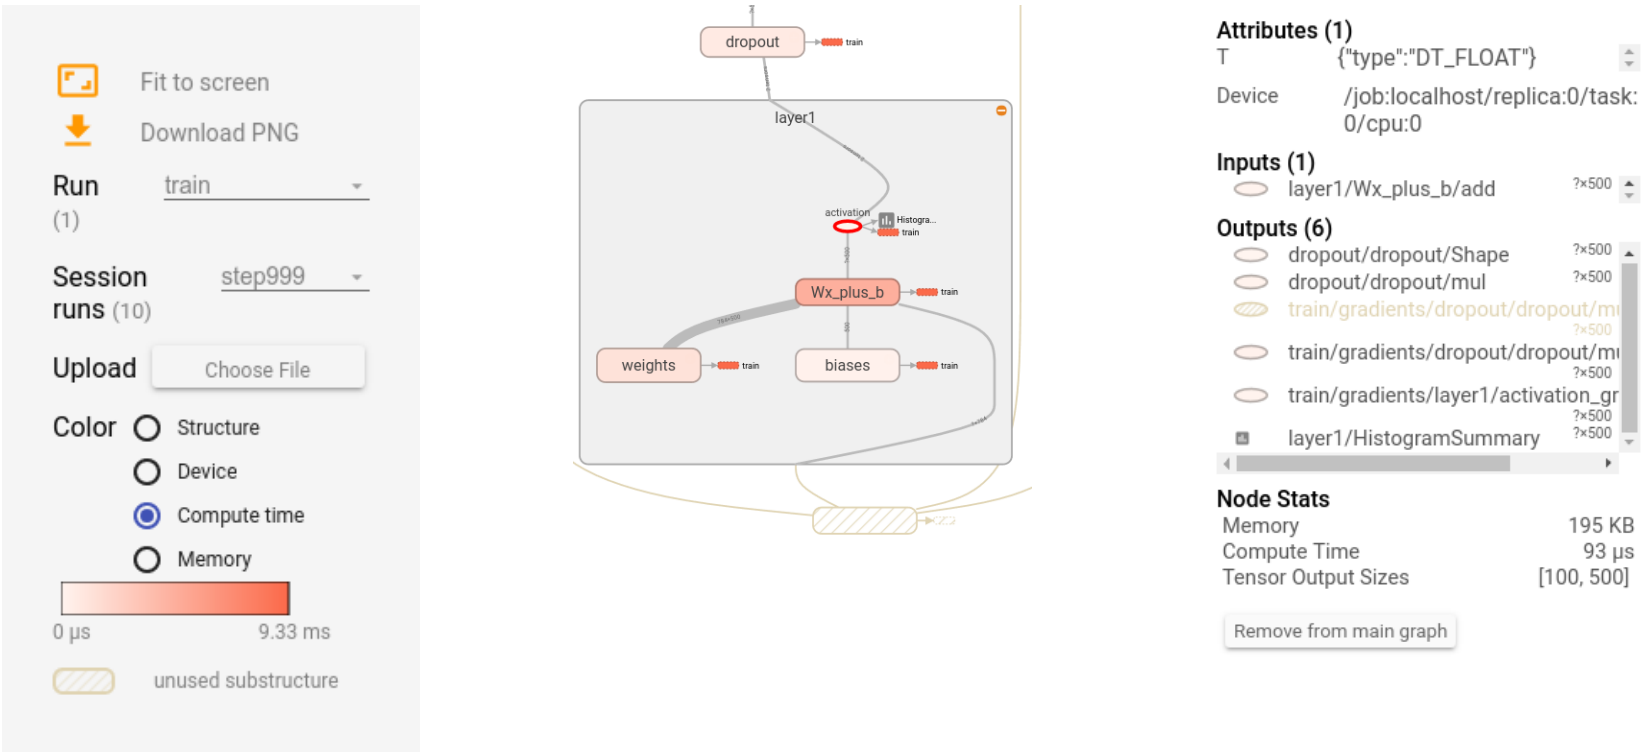 Fit to screen
Download PNG
Run
(1)
train
Session
runs (10)
step999
Upload
Choose File
Color
Structure
Device
Compute time
Memory
0 µs
9.33 ms
unused substructure
dropout
train
layer1
activation
Histogra...
train
Wx_plus_b
train
784×500
500
weights
train
biases
train
Attributes (1)
T
{"type":"DT_FLOAT"}
Device
/job:localhost/replica:0/task:
0/cpu:0
Inputs (1)
layer1/Wx_plus_b/add
?×500
Outputs (6)
dropout/dropout/Shape
?×500
dropout/dropout/mul
?×500
train/gradients/dropout/dropout/mu
?×500
train/gradients/dropout/dropout/mu
?×500
train/gradients/layer1/activation_gr
?×500
layer1/HistogramSummary
?×500
Node Stats
Memory
195 KB
Compute Time
93 µs
Tensor Output Sizes
[100, 500]
Remove from main graph